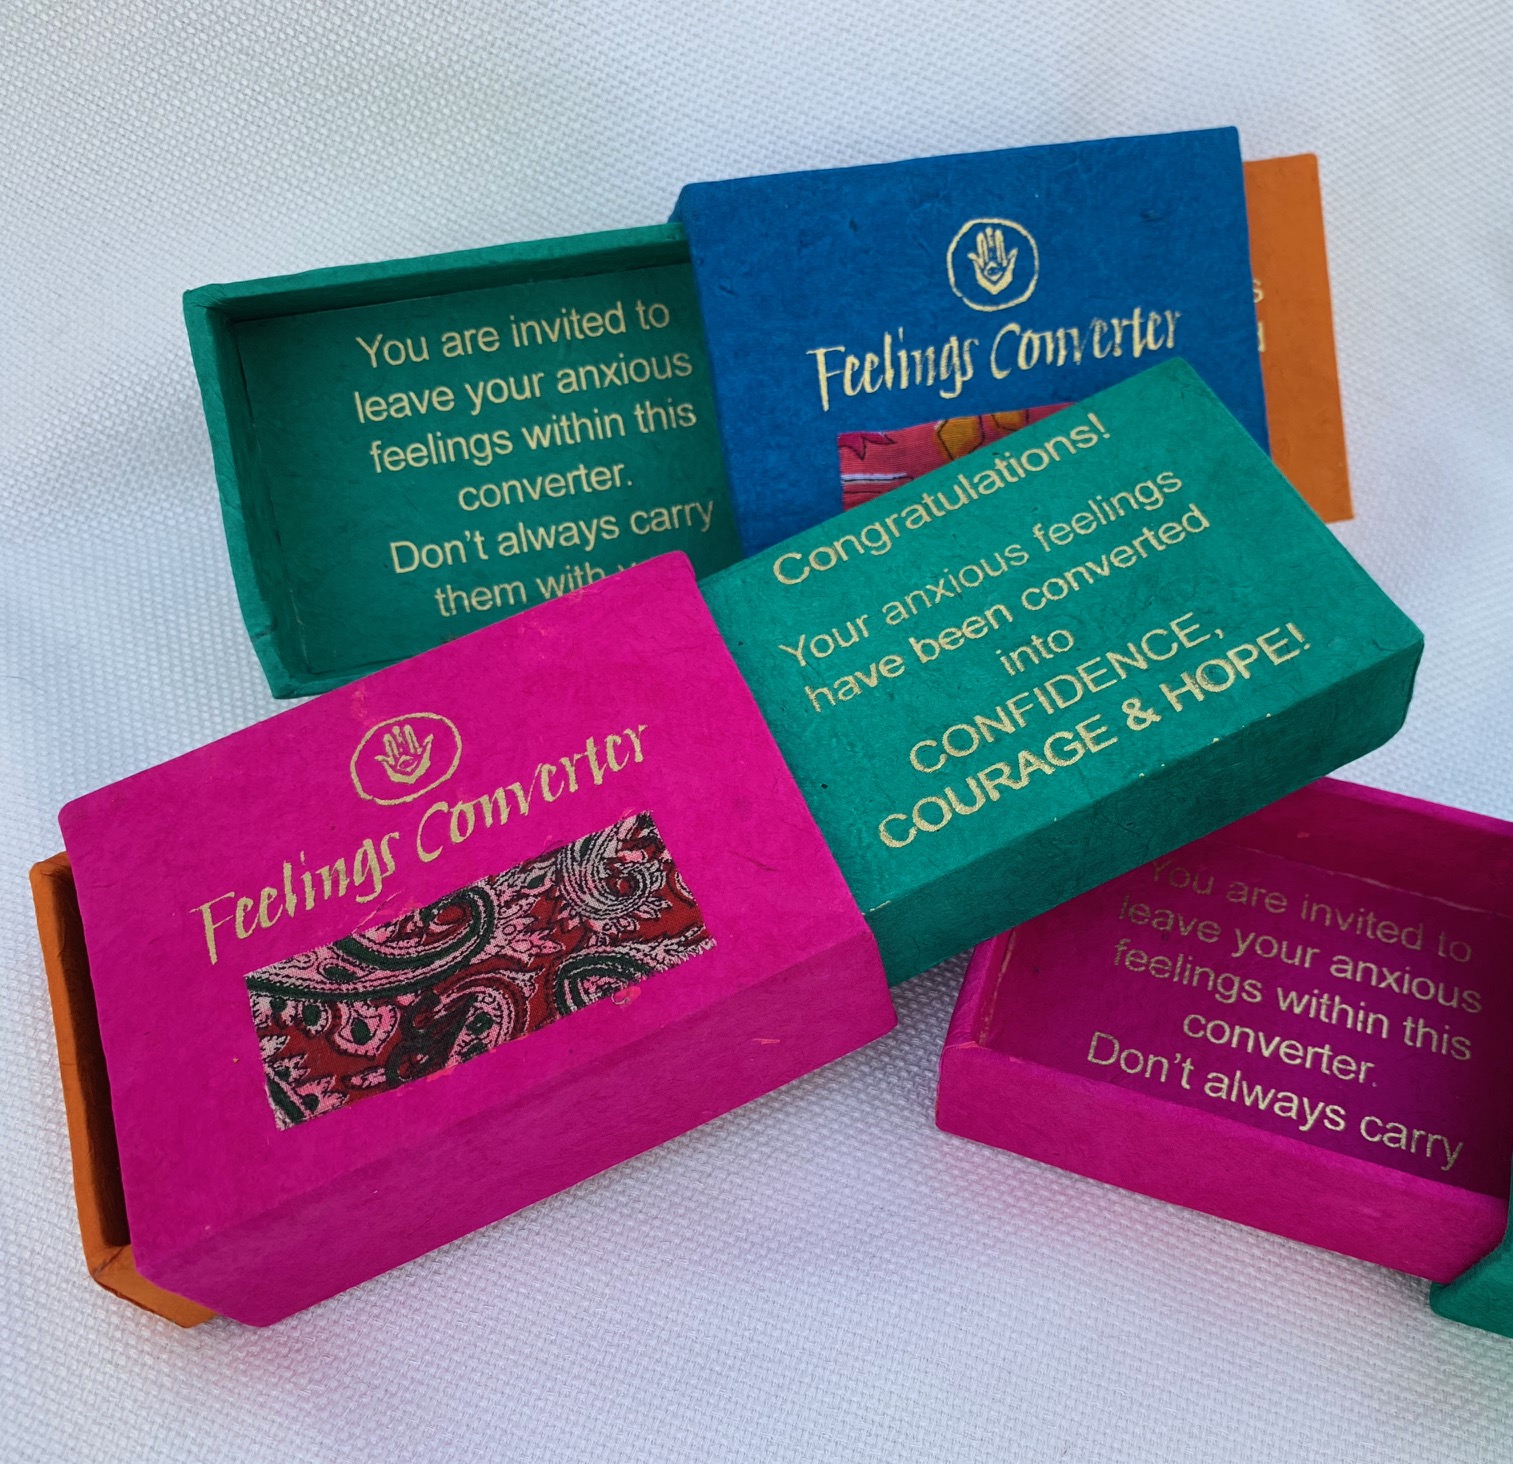 You are invited to
leave your anxious
feelings within this
converter.
Don't always carry
them with
Feelings Converter
Congratulations!
Your anxious feelings
have been converted
into
CONFIDENCE,
COURAGE & HOPE!
Feelings Converter
You are invited to
leave your anxious
feelings within this
converter.
Don't always carry